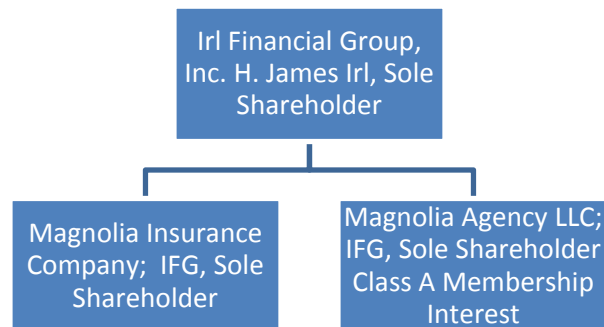 Irl Financial Group,
Inc. H. James Irl, Sole
Shareholder
Magnolia Insurance
Company;  IFG, Sole
Shareholder
Magnolia Agency LLC;
IFG, Sole Shareholder
Class A Membership
Interest